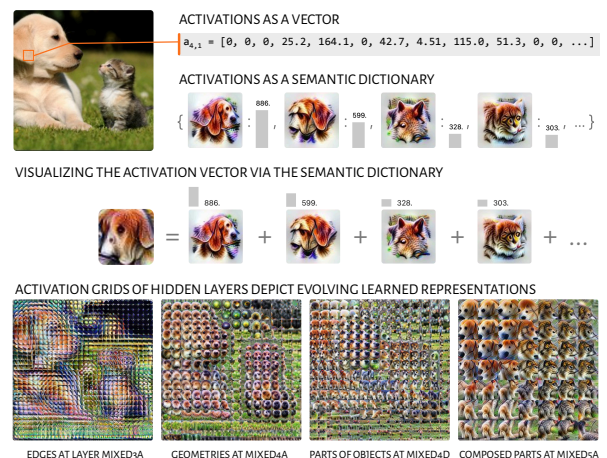 ACTIVATIONS AS A VECTOR
a4,1 = [0, 0, 0, 25.2, 164.1, 0, 42.7, 4.51, 115.0, 51.3, 0, 0, ...]
ACTIVATIONS AS A SEMANTIC DICTIONARY
{ : 886. , : 599. , : 328. , : 303. , ... }
VISUALIZING THE ACTIVATION VECTOR VIA THE SEMANTIC DICTIONARY
886. 599. 328. 303.
= + + + + ...
ACTIVATION GRIDS OF HIDDEN LAYERS DEPICT EVOLVING LEARNED REPRESENTATIONS
EDGES AT LAYER MIXED3A GEOMETRIES AT MIXED4A PARTS OF OBJECTS AT MIXED4D COMPOSED PARTS AT MIXED5A